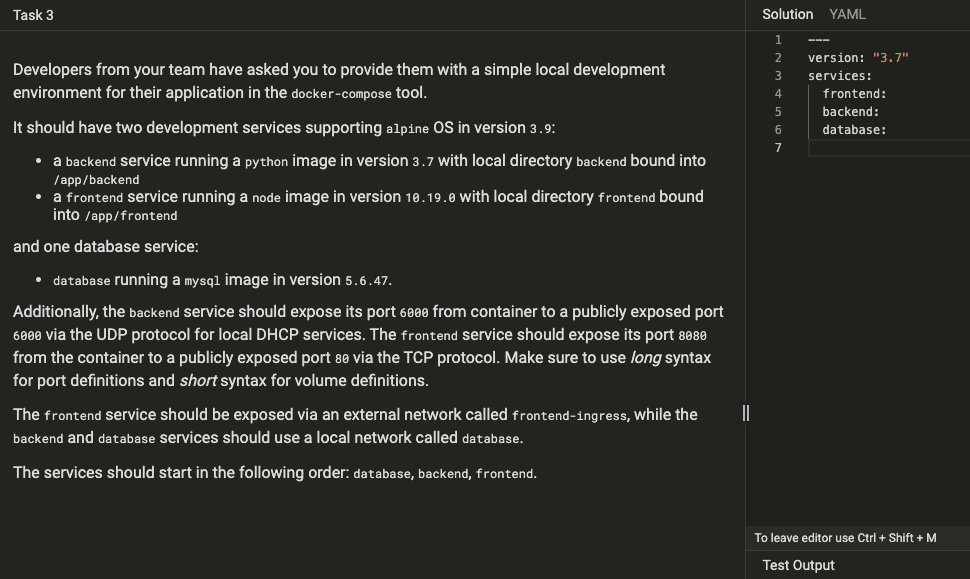 Task 3
Developers from your team have asked you to provide them with a simple local development
environment for their application in the docker-compose tool.
It should have two development services supporting alpine OS in version 3.9:
• a backend service running a python image in version 3.7 with local directory backend bound into
/app/backend
• a frontend service running a node image in version 10.19.0 with local directory frontend bound
into /app/frontend
and one database service:
• database running a mysql image in version 5.6.47.
Additionally, the backend service should expose its port 6000 from container to a publicly exposed port
6000 via the UDP protocol for local DHCP services. The frontend service should expose its port 8080
from the container to a publicly exposed port 80 via the TCP protocol. Make sure to use long syntax
for port definitions and short syntax for volume definitions.
The frontend service should be exposed via an external network called frontend-ingress, while the
backend and database services should use a local network called database.
The services should start in the following order: database, backend, frontend.
Solution YAML
1 ---
2 version: "3.7"
3 services:
4 frontend:
5 backend:
6 database:
7
To leave editor use Ctrl + Shift + M
Test Output